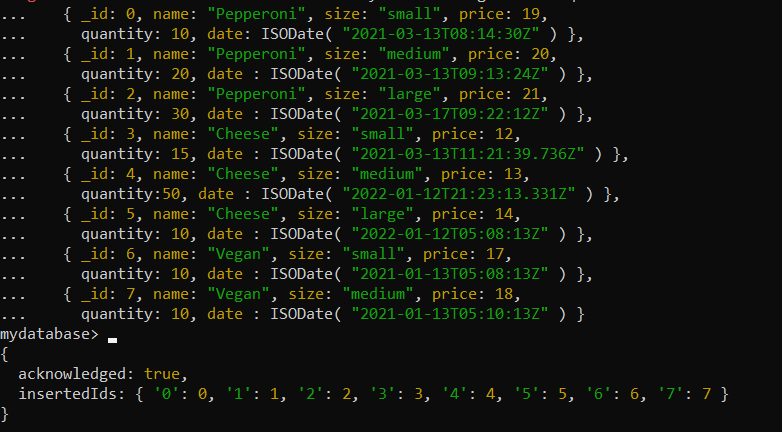 ...     { _id: 0, name: "Pepperoni", size: "small", price: 19,
...       quantity: 10, date: ISODate( "2021-03-13T08:14:30Z" ) },
...     { _id: 1, name: "Pepperoni", size: "medium", price: 20,
...       quantity: 20, date : ISODate( "2021-03-13T09:13:24Z" ) },
...     { _id: 2, name: "Pepperoni", size: "large", price: 21,
...       quantity: 30, date : ISODate( "2021-03-17T09:22:12Z" ) },
...     { _id: 3, name: "Cheese", size: "small", price: 12,
...       quantity: 15, date : ISODate( "2021-03-13T11:21:39.736Z" ) },
...     { _id: 4, name: "Cheese", size: "medium", price: 13,
...       quantity:50, date : ISODate( "2022-01-12T21:23:13.331Z" ) },
...     { _id: 5, name: "Cheese", size: "large", price: 14,
...       quantity: 10, date : ISODate( "2022-01-12T05:08:13Z" ) },
...     { _id: 6, name: "Vegan", size: "small", price: 17,
...       quantity: 10, date : ISODate( "2021-01-13T05:08:13Z" ) },
...     { _id: 7, name: "Vegan", size: "medium", price: 18,
...       quantity: 10, date : ISODate( "2021-01-13T05:10:13Z" ) }
mydatabase>
{
  acknowledged: true,
  insertedIds: { '0': 0, '1': 1, '2': 2, '3': 3, '4': 4, '5': 5, '6': 6, '7': 7 }
}